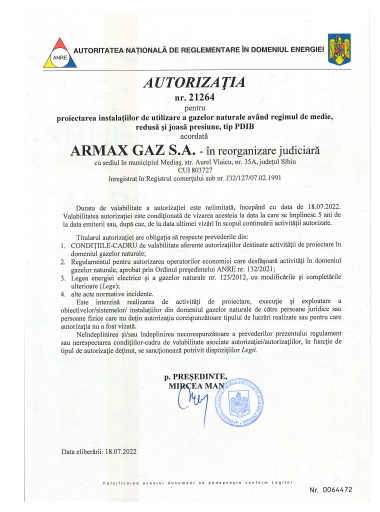 ANRE
AUTORITATEA NAȚIONALĂ DE REGLEMENTARE ÎN DOMENIUL ENERGIEI
AUTORIZAȚIA
nr. 21264
pentru
proiectarea instalațiilor de utilizare a gazelor naturale având regimul de medie,
redusă și joasă presiune, tip PDIB
acordată
ARMAX GAZ S.A. - în reorganizare judiciară
cu sediul în municipiul Mediaș, str. Aurel Vlaicu, nr. 35A, județul Sibiu
CUI 803727
înregistrat în Registrul comerțului sub nr. J32/127/07.02.1991
Durata de valabilitate a autorizației este nelimitată, începând cu data de 18.07.2022.
Valabilitatea autorizației este condiționată de vizarea acesteia la data la care se împlinesc 5 ani de
la data emiterii sau, după caz, de la data ultimei vizări în scopul continuării activității autorizate.
Titularul autorizației are obligația să respecte prevederile din:
1. CONDIȚIILE-CADRU de valabilitate aferente autorizațiilor destinate activității de proiectare în
domeniul gazelor naturale;
2. Regulamentul pentru autorizarea operatorilor economici care desfășoară activități în domeniul
gazelor naturale, aprobat prin Ordinul președintelui ANRE nr. 132/2021;
3. Legea energiei electrice și a gazelor naturale nr. 123/2012, cu modificările și completările
ulterioare (Lege);
4. alte acte normative incidente.
Este interzisă realizarea de activități de proiectare, execuție și exploatare a
obiectivelor/sistemelor/ instalațiilor din domeniul gazelor naturale de către persoane juridice sau
persoane fizice care nu dețin autorizația corespunzătoare tipului de lucrări realizate sau pentru care
autorizația nu a fost vizată.
Neîndeplinirea și/sau îndeplinirea necorespunzătoare a prevederilor prezentului regulament
sau nerespectarea condițiilor-cadru de valabilitate asociate autorizației/autorizațiilor, în funcție de
tipul de autorizație deținut, se sancționează potrivit dispozițiilor Legii.
p. PREȘEDINTE,
MIRCEA MAN
Data eliberării: 18.07.2022
Falsificarea acestui document se pedepsește conform Legilor
Nr. 0064472